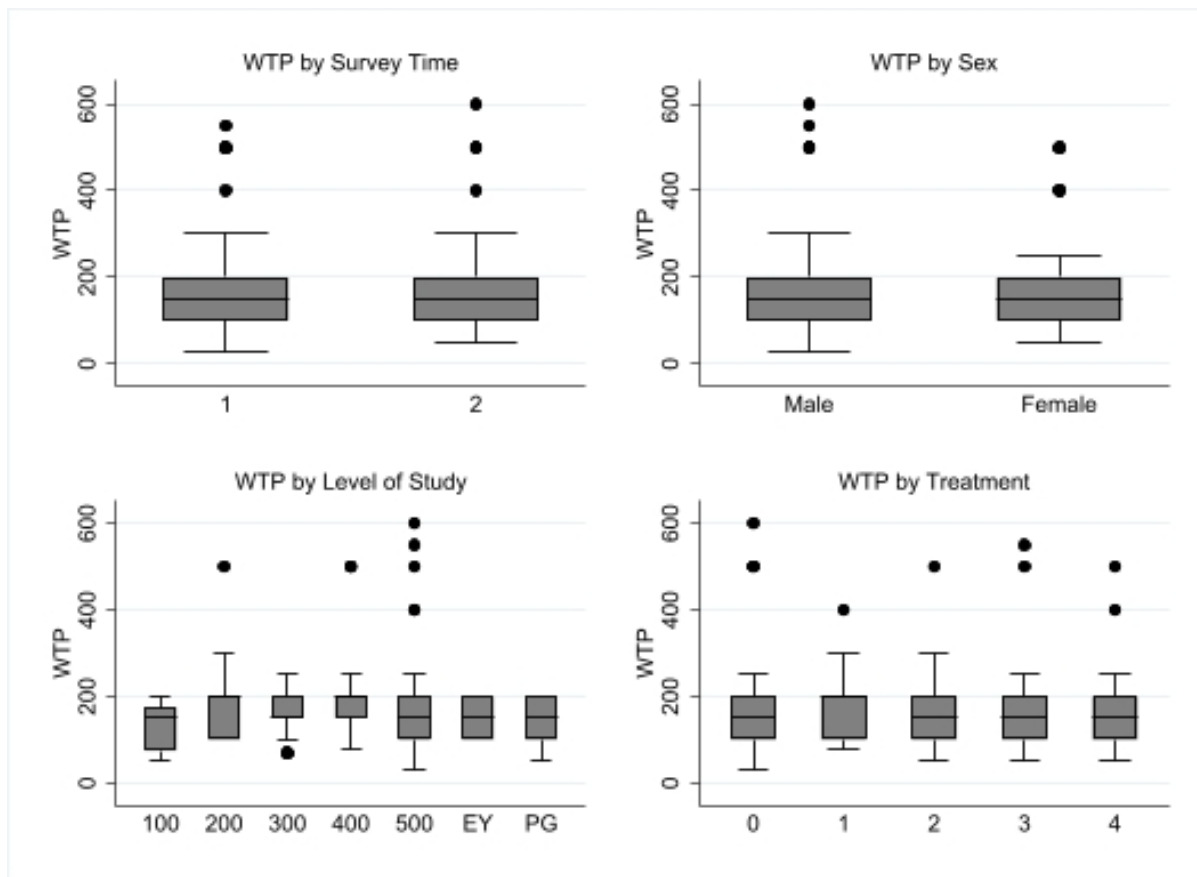 WTP by Survey Time
WTP
600
400
200
0
1 2
WTP by Sex
WTP
600
400
200
0
Male Female
WTP by Level of Study
WTP
600
400
200
0
100 200 300 400 500 EY PG
WTP by Treatment
WTP
600
400
200
0
0 1 2 3 4